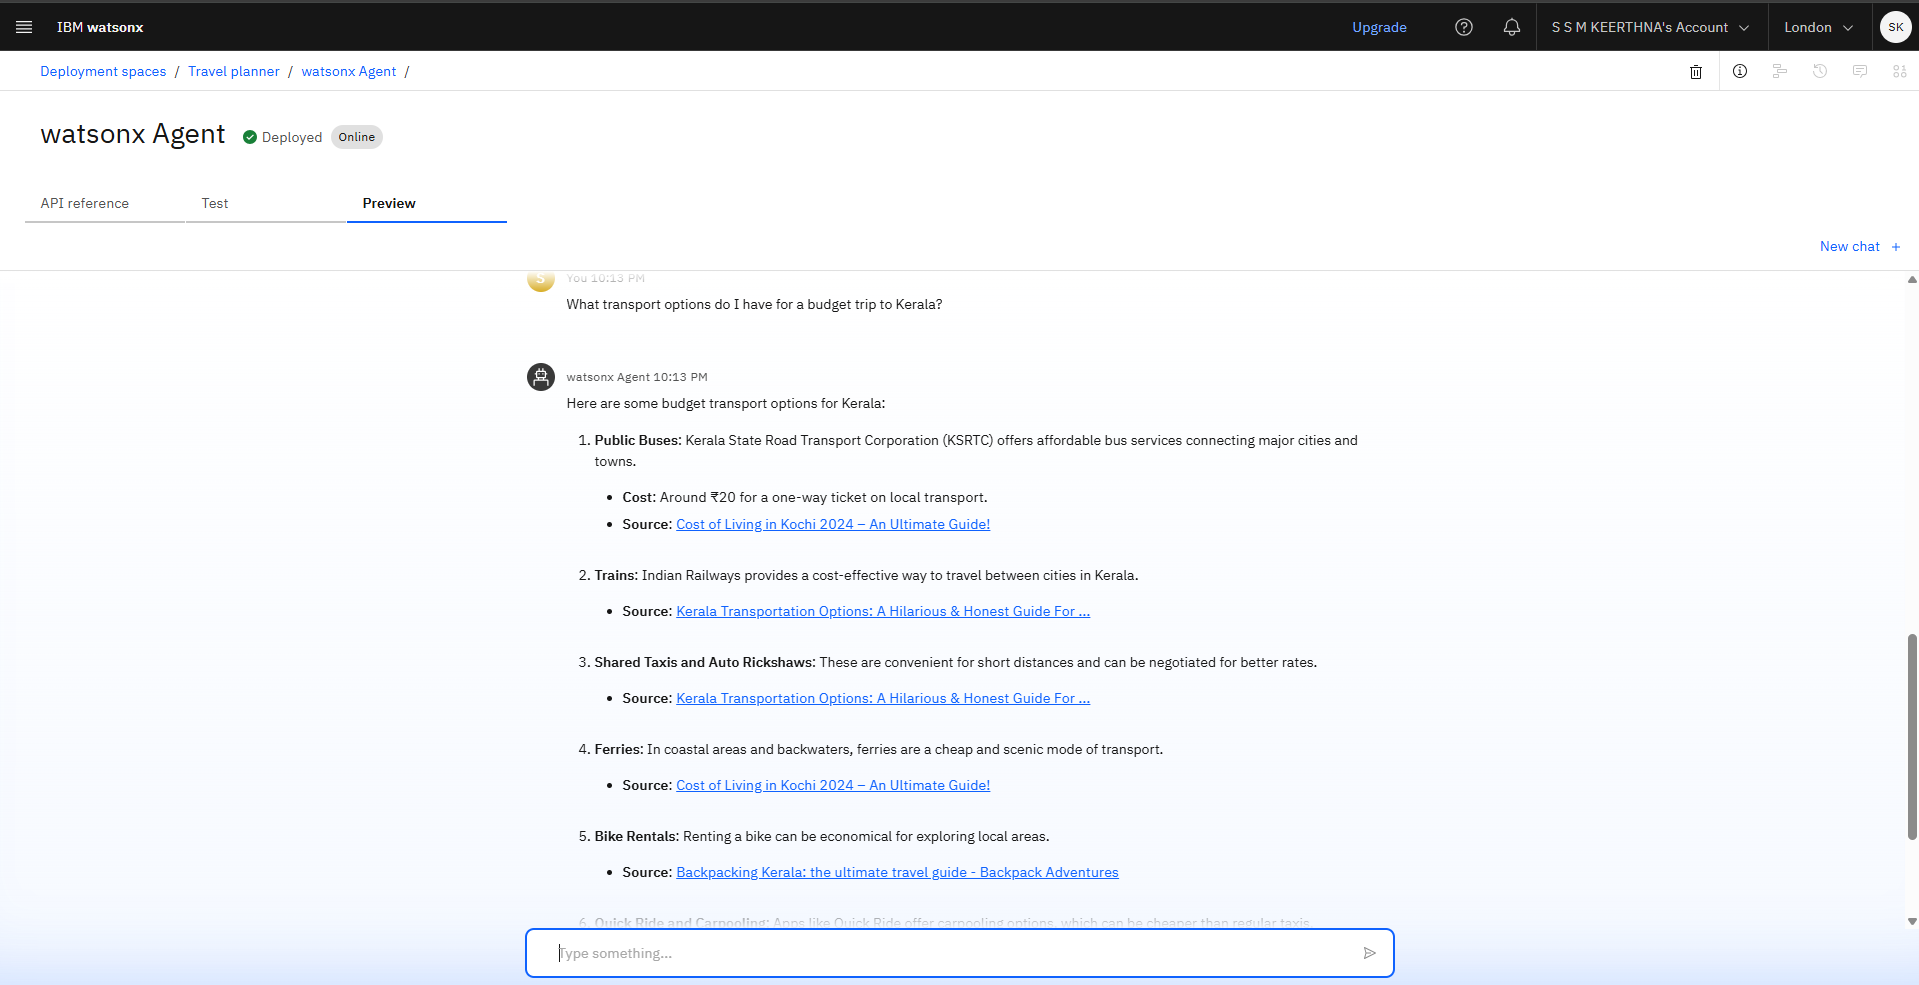 IBM watsonx
Upgrade
S S M KEERTHNA's Account
London
SK
Deployment spaces / Travel planner / watsonx Agent /
watsonx Agent
Deployed
Online
API reference
Test
Preview
New chat +
S
You 10:13 PM
What transport options do I have for a budget trip to Kerala?
watsonx Agent 10:13 PM
Here are some budget transport options for Kerala:
1. Public Buses: Kerala State Road Transport Corporation (KSRTC) offers affordable bus services connecting major cities and
towns.
• Cost: Around ₹20 for a one-way ticket on local transport.
• Source: Cost of Living in Kochi 2024 – An Ultimate Guide!
2. Trains: Indian Railways provides a cost-effective way to travel between cities in Kerala.
• Source: Kerala Transportation Options: A Hilarious & Honest Guide For ...
3. Shared Taxis and Auto Rickshaws: These are convenient for short distances and can be negotiated for better rates.
• Source: Kerala Transportation Options: A Hilarious & Honest Guide For ...
4. Ferries: In coastal areas and backwaters, ferries are a cheap and scenic mode of transport.
• Source: Cost of Living in Kochi 2024 – An Ultimate Guide!
5. Bike Rentals: Renting a bike can be economical for exploring local areas.
• Source: Backpacking Kerala: the ultimate travel guide - Backpack Adventures
6. Quick Ride and Carpooling: Apps like Quick Ride offer carpooling options, which can be cheaper than regular taxis.
Type something...